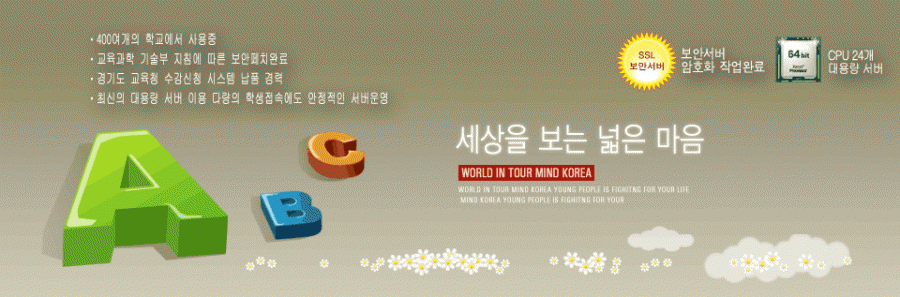 • 400여개의 학교에서 사용중
• 교육과학 기술부 지침에 따른 보안패치완료
• 경기도 교육청 수강신청 시스템 납품 경력
• 최신의 대용량 서버 이용 다량의 학생접속에도 안정적인 서버운영
SSL
보안서버
보안서버
암호화 작업완료
64 bit
CPU 24개
대용량 서버
세상을 보는 넓은 마음
WORLD IN TOUR MIND KOREA
WORLD IN TOUR MIND KOREA YOUNG PEOPLE IS FIGHITNG FOR YOUR LIFE
MIND KOREA YOUNG PEOPLE IS FIGHITNG FOR YOUR
A
B
C